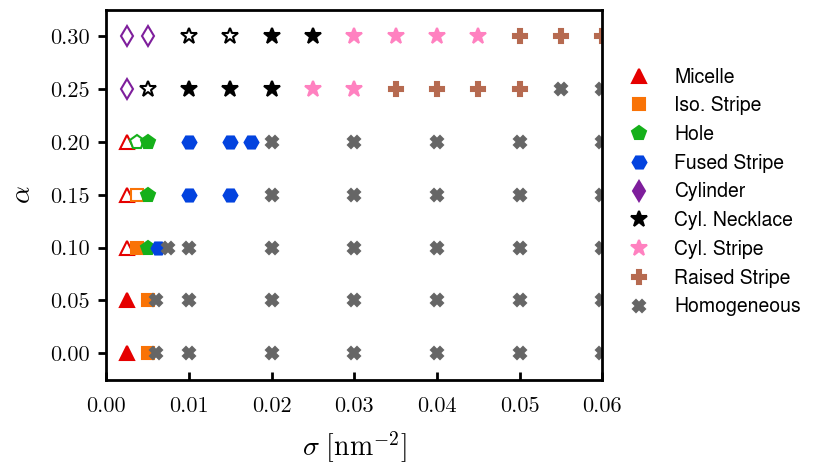 0.30
0.25
0.20
0.15
0.10
0.05
0.00
α
0.00 0.01 0.02 0.03 0.04 0.05 0.06
σ [nm⁻²]
Micelle
Iso. Stripe
Hole
Fused Stripe
Cylinder
Cyl. Necklace
Cyl. Stripe
Raised Stripe
Homogeneous